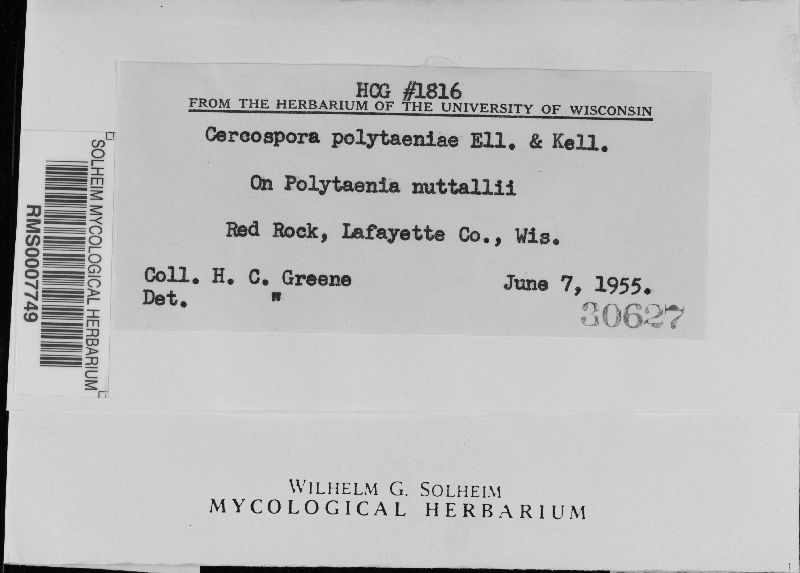 HCG #1816
FROM THE HERBARIUM OF THE UNIVERSITY OF WISCONSIN
Cercospora polytaeniae Ell. & Kell.
On Polytaenia nuttallii
Red Rock, Lafayette Co., Wis.
Coll. H. C. Greene June 7, 1955.
Det. "
30627
SOLHEIM MYCOLOGICAL HERBARIUM
RMS0007749
WILHELM G. SOLHEIM
MYCOLOGICAL HERBARIUM